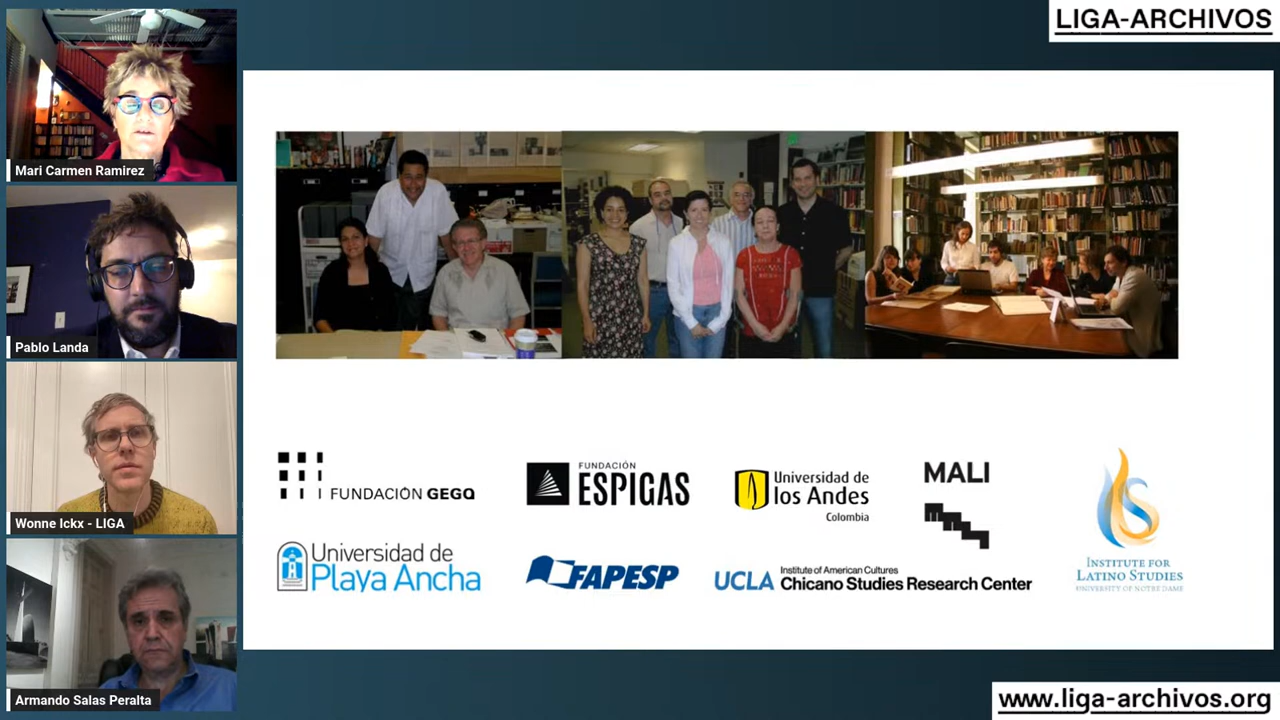 LIGA-ARCHIVOS
Mari Carmen Ramirez
Pablo Landa
Wonne Ickx - LIGA
Armando Salas Peralta
FUNDACIÓN GEGO
FUNDACIÓN
ESPIGAS
Universidad de
los Andes
Colombia
MALI
Universidad de
Playa Ancha
FAPESP
UCLA
Institute of American Cultures
Chicano Studies Research Center
INSTITUTE FOR
LATINO STUDIES
UNIVERSITY OF NOTRE DAME
www.liga-archivos.org